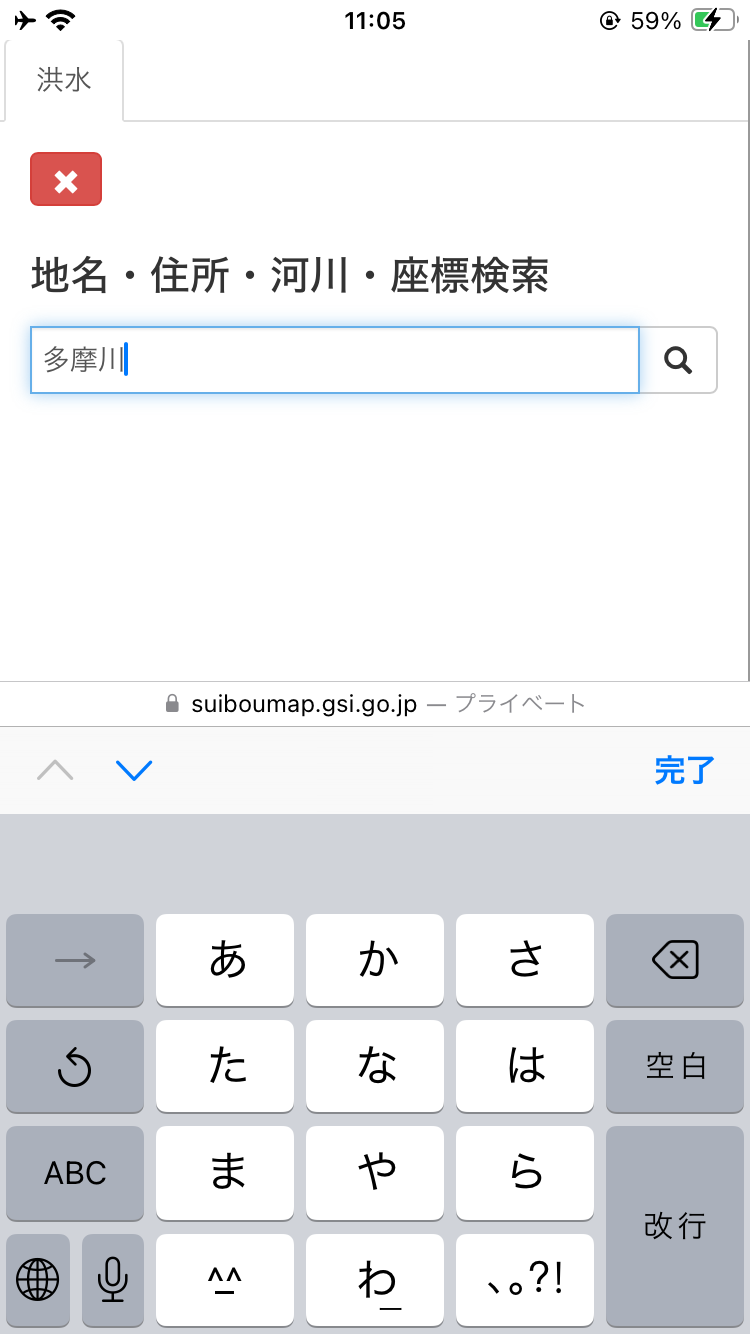 11:05 59%
洪水
地名・住所・河川・座標検索
多摩川
suiboumap.gsi.go.jp — プライベート
完了
→ あ か さ
た な は 空白
ABC ま や ら 改行
^_^ わ_ 、。?!